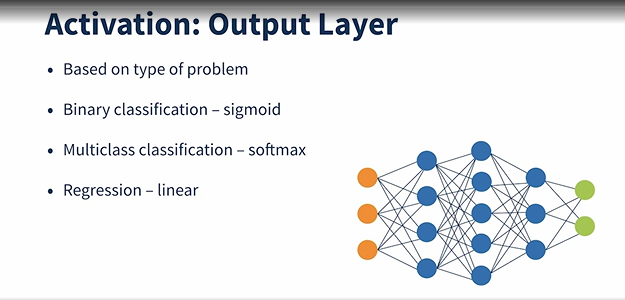 Activation: Output Layer
• Based on type of problem
• Binary classification – sigmoid
• Multiclass classification – softmax
• Regression – linear